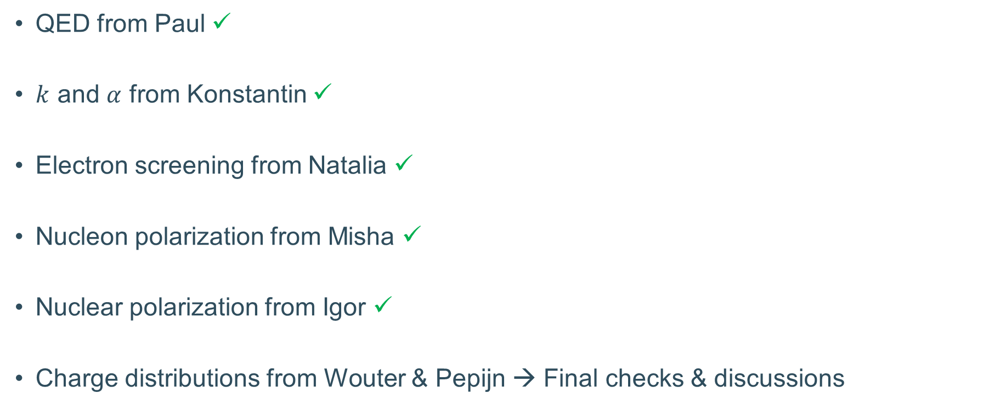 • QED from Paul ✓
• k and α from Konstantin ✓
• Electron screening from Natalia ✓
• Nucleon polarization from Misha ✓
• Nuclear polarization from Igor ✓
• Charge distributions from Wouter & Pepijn → Final checks & discussions